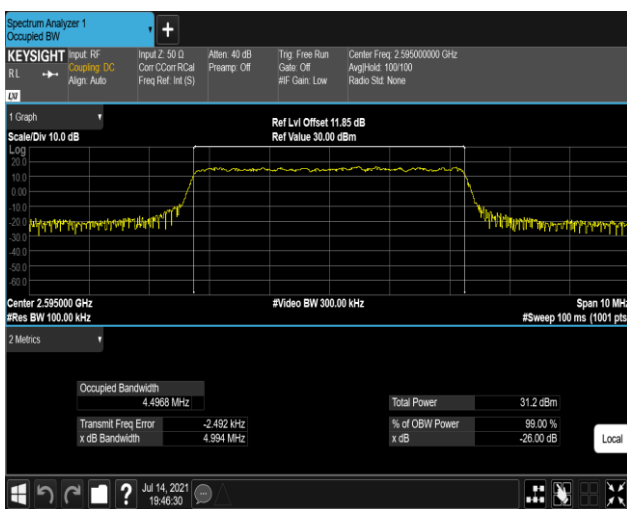 Spectrum Analyzer 1
Occupied BW
KEYSIGHT Input: RF Input Z: 50 Ω Atten: 40 dB Trig: Free Run Center Freq: 2.595000000 GHz
RL Coupling: DC Corr CCorr RCal Preamp: Off Gate: Off Avg|Hold: 100/100
Align: Auto Freq Ref: Int (S) #IF Gain: Low Radio Std: None
LXI
1 Graph
Ref Lvl Offset 11.85 dB
Scale/Div 10.0 dB Ref Value 30.00 dBm
Log
20.0
10.0
0.00
-10.0
-20.0
-30.0
-40.0
-50.0
-60.0
Center 2.595000 GHz #Video BW 300.00 kHz Span 10 MHz
#Res BW 100.00 kHz #Sweep 100 ms (1001 pts
2 Metrics
Occupied Bandwidth
4.4968 MHz Total Power 31.2 dBm
Transmit Freq Error -2.492 kHz % of OBW Power 99.00 %
x dB Bandwidth 4.994 MHz x dB -26.00 dB
Local
? Jul 14, 2021
19:46:30